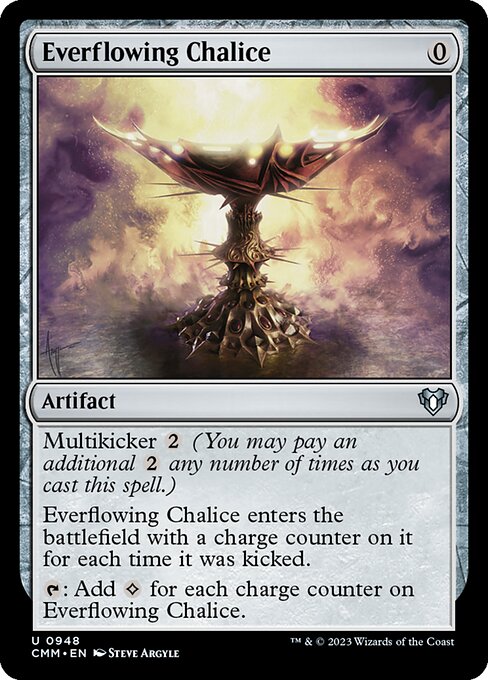 Everflowing Chalice 0
Artifact
Multikicker 2 (You may pay an
additional 2 any number of times as you
cast this spell.)
Everflowing Chalice enters the
battlefield with a charge counter on it
for each time it was kicked.
: Add for each charge counter on
Everflowing Chalice.
U 0948
™ & © 2023 Wizards of the Coast
CMM • EN STEVE ARGYLE